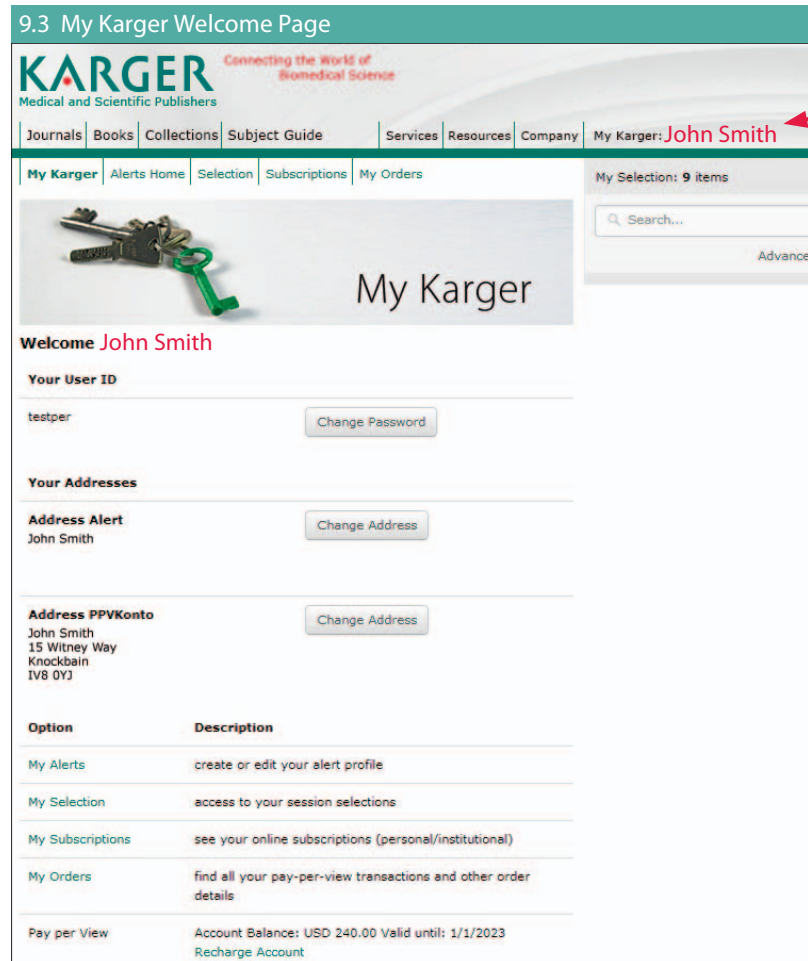 9.3 My Karger Welcome Page
KARGER
Medical and Scientific Publishers
Connecting the World of
Biomedical Science
Journals Books Collections Subject Guide Services Resources Company My Karger: John Smith
My Karger Alerts Home Selection Subscriptions My Orders
My Selection: 9 items
Search...
Advance
My Karger
Welcome John Smith
Your User ID
testper Change Password
Your Addresses
Address Alert Change Address
John Smith
Address PPVKonto Change Address
John Smith
15 Witney Way
Knockbain
IV8 0YJ
Option Description
My Alerts create or edit your alert profile
My Selection access to your session selections
My Subscriptions see your online subscriptions (personal/institutional)
My Orders find all your pay-per-view transactions and other order
details
Pay per View Account Balance: USD 240.00 Valid until: 1/1/2023
Recharge Account